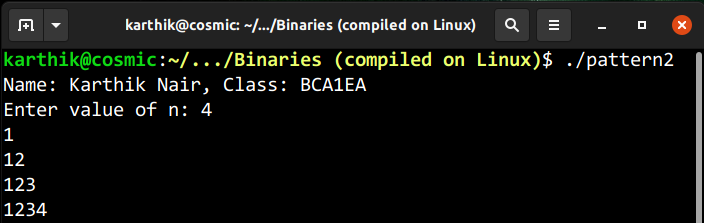 karthik@cosmic: ~/.../Binaries (compiled on Linux)
karthik@cosmic:~/.../Binaries (compiled on Linux)$ ./pattern2
Name: Karthik Nair, Class: BCA1EA
Enter value of n: 4
1
12
123
1234